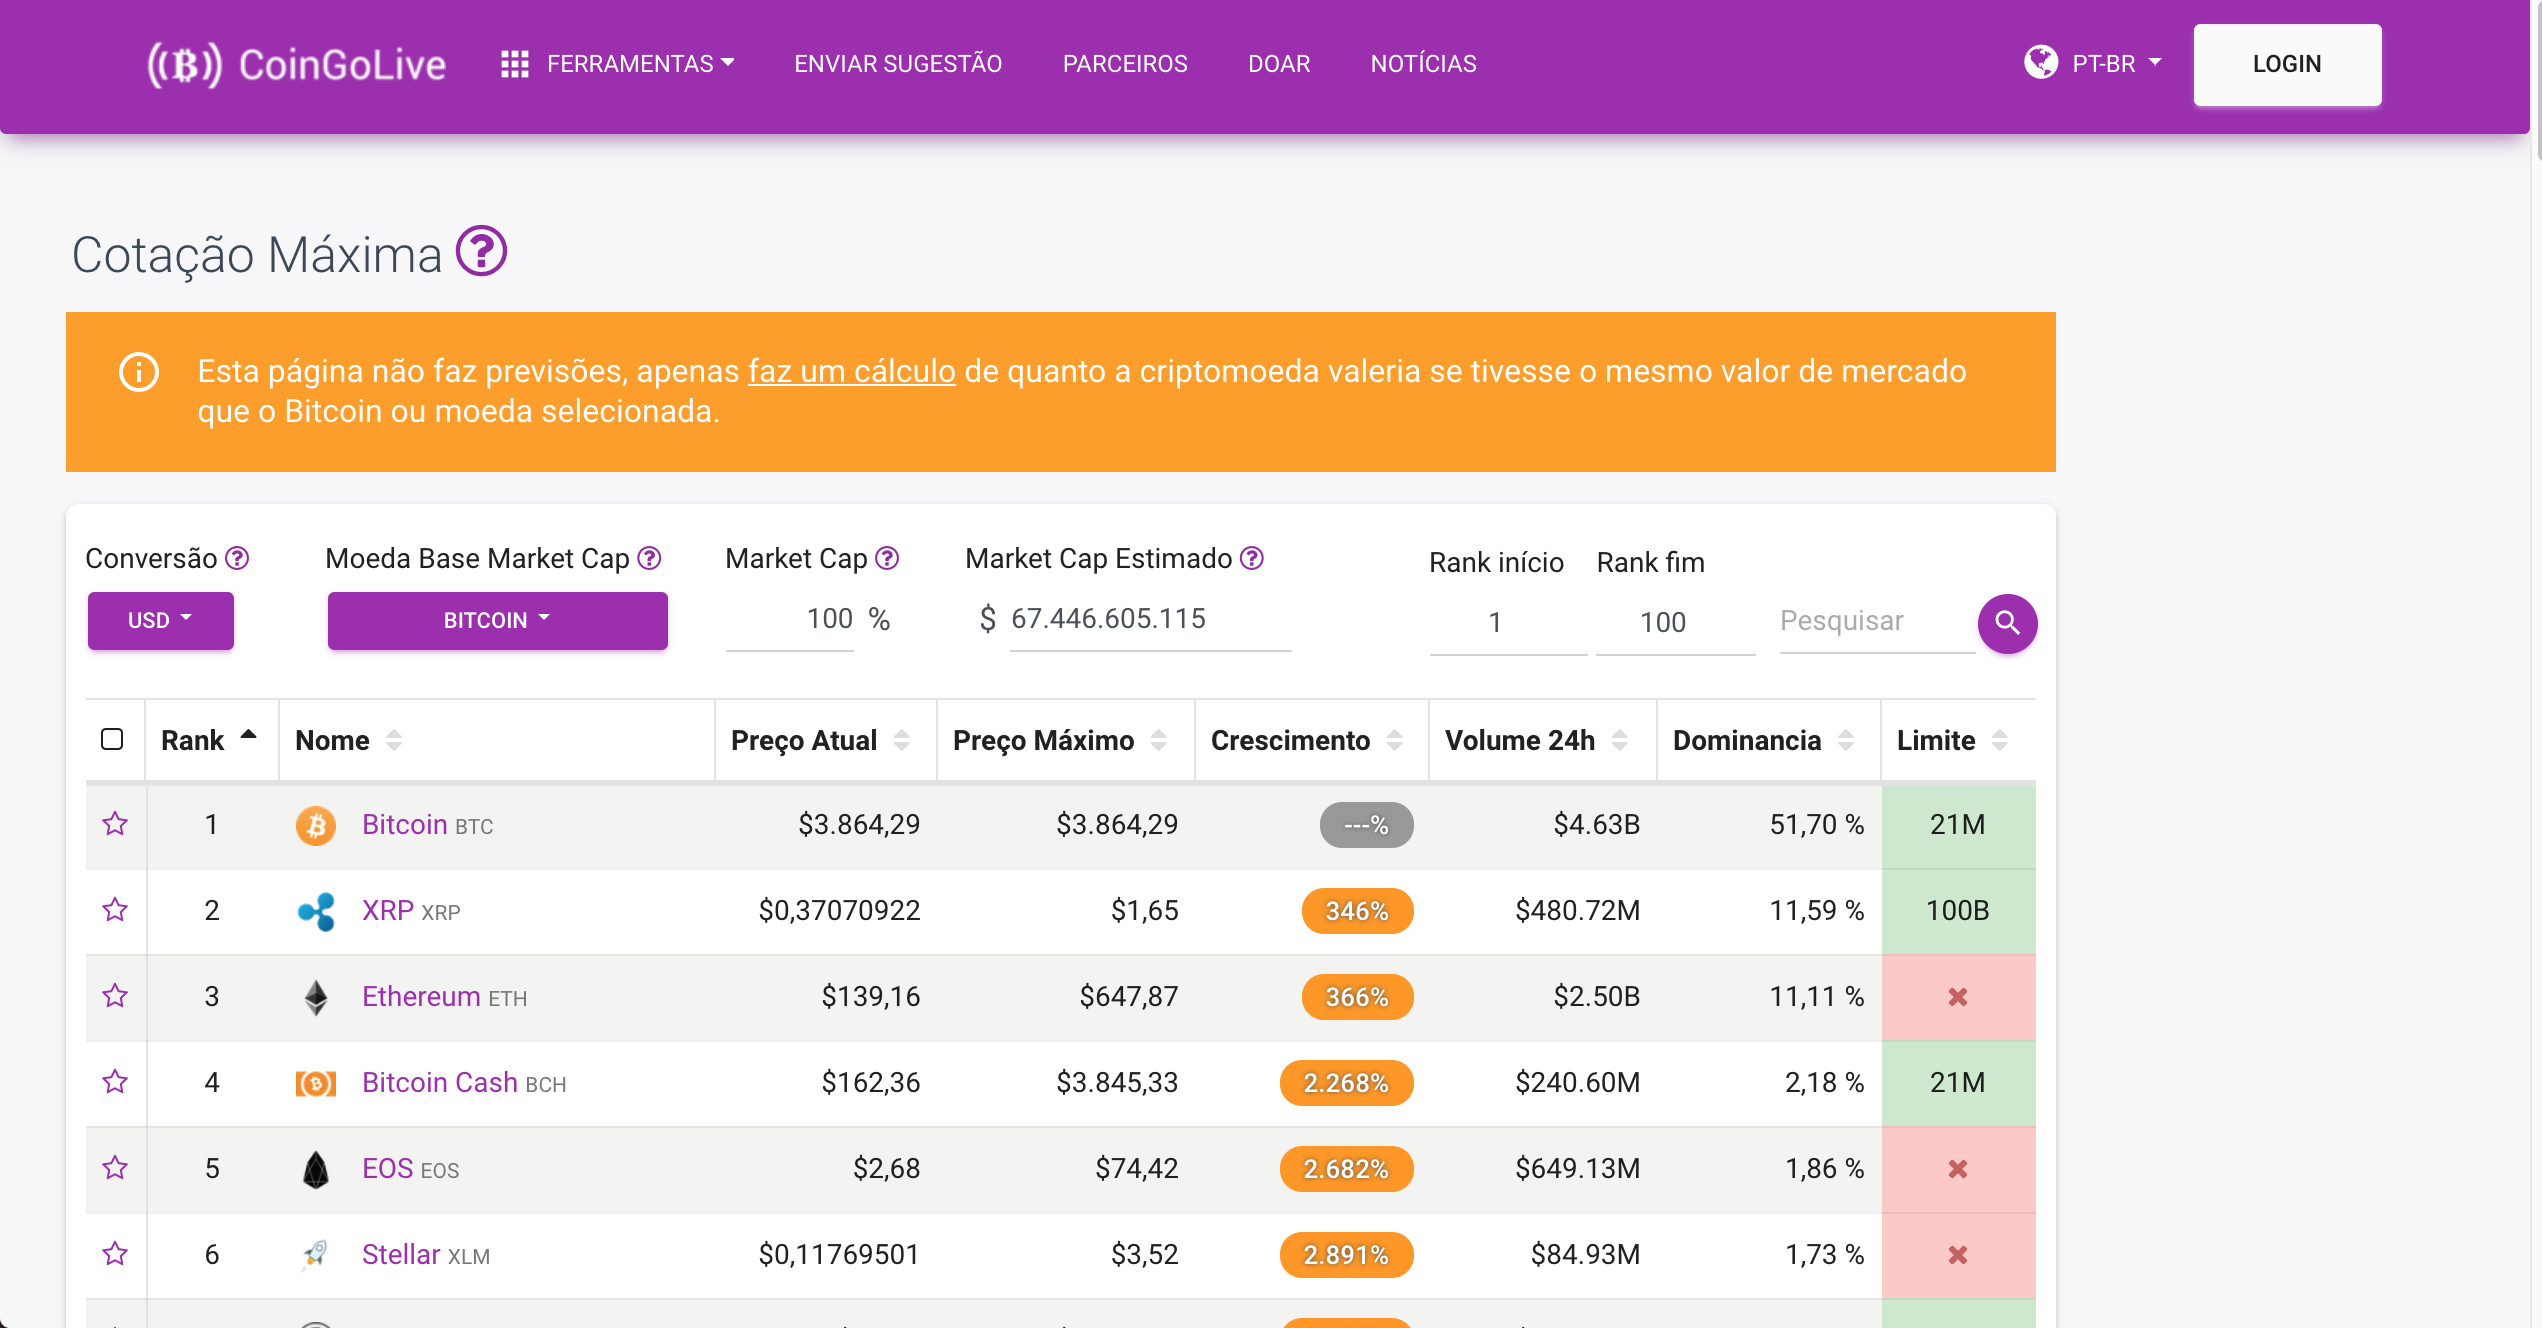 ((B)) CoinGoLive FERRAMENTAS ENVIAR SUGESTÃO PARCEIROS DOAR NOTÍCIAS PT-BR LOGIN
Cotação Máxima ?
Esta página não faz previsões, apenas faz um cálculo de quanto a criptomoeda valeria se tivesse o mesmo valor de mercado
que o Bitcoin ou moeda selecionada.
Conversão ? Moeda Base Market Cap ? Market Cap ? Market Cap Estimado ? Rank início Rank fim
USD BITCOIN 100 % $ 67.446.605.115 1 100 Pesquisar
Rank Nome Preço Atual Preço Máximo Crescimento Volume 24h Dominancia Limite
1 Bitcoin BTC $3.864,29 $3.864,29 ---% $4.63B 51,70 % 21M
2 XRP XRP $0,37070922 $1,65 346% $480.72M 11,59 % 100B
3 Ethereum ETH $139,16 $647,87 366% $2.50B 11,11 %
4 Bitcoin Cash BCH $162,36 $3.845,33 2.268% $240.60M 2,18 % 21M
5 EOS EOS $2,68 $74,42 2.682% $649.13M 1,86 %
6 Stellar XLM $0,11769501 $3,52 2.891% $84.93M 1,73 %